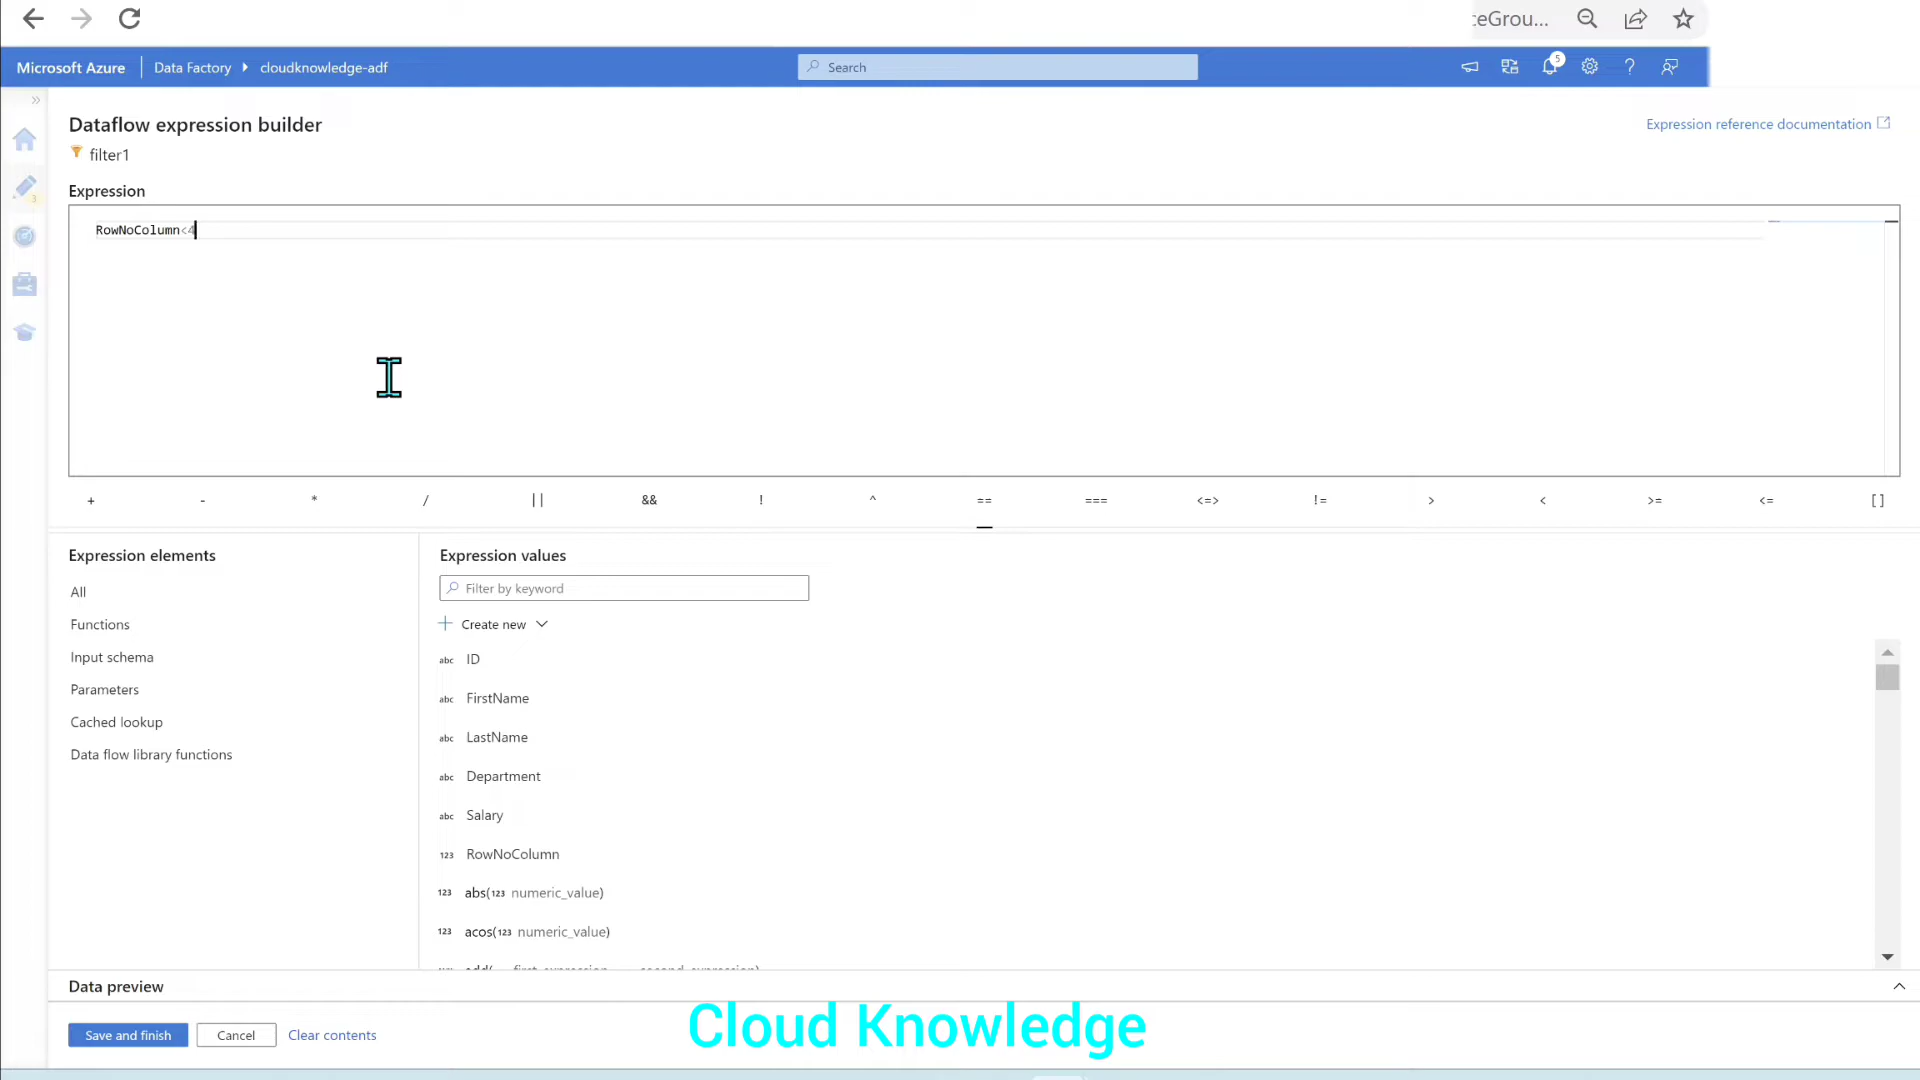 ceGrou...
Microsoft Azure Data Factory cloudknowledge-adf Search 5 ?
Dataflow expression builder
Expression reference documentation
filter1
3
Expression
RowNoColumn<4
+ - * / || && ! ^ == === <=> != > < >= <= []
Expression elements
All
Functions
Input schema
Parameters
Cached lookup
Data flow library functions
Expression values
Filter by keyword
Create new
abc ID
abc FirstName
abc LastName
abc Department
abc Salary
123 RowNoColumn
123 abs(123 numeric_value)
123 acos(123 numeric_value)
Data preview
Save and finish Cancel Clear contents
Cloud Knowledge